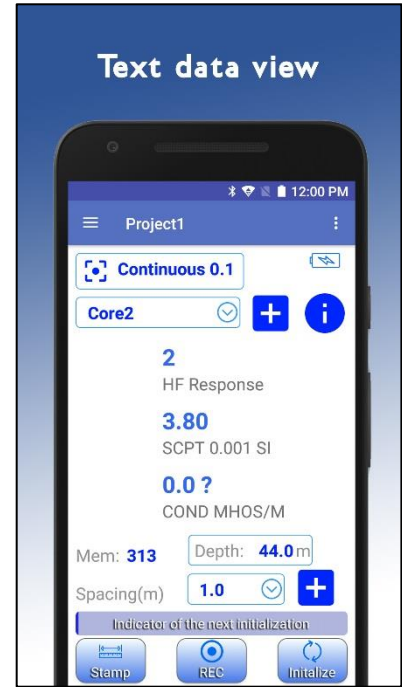 Text data view
12:00 PM
Project1
Continuous 0.1
Core2
2
HF Response
3.80
SCPT 0.001 SI
0.0 ?
COND MHOS/M
Mem: 313 Depth: 44.0 m
Spacing(m) 1.0
Indicator of the next initialization
Stamp REC Initalize